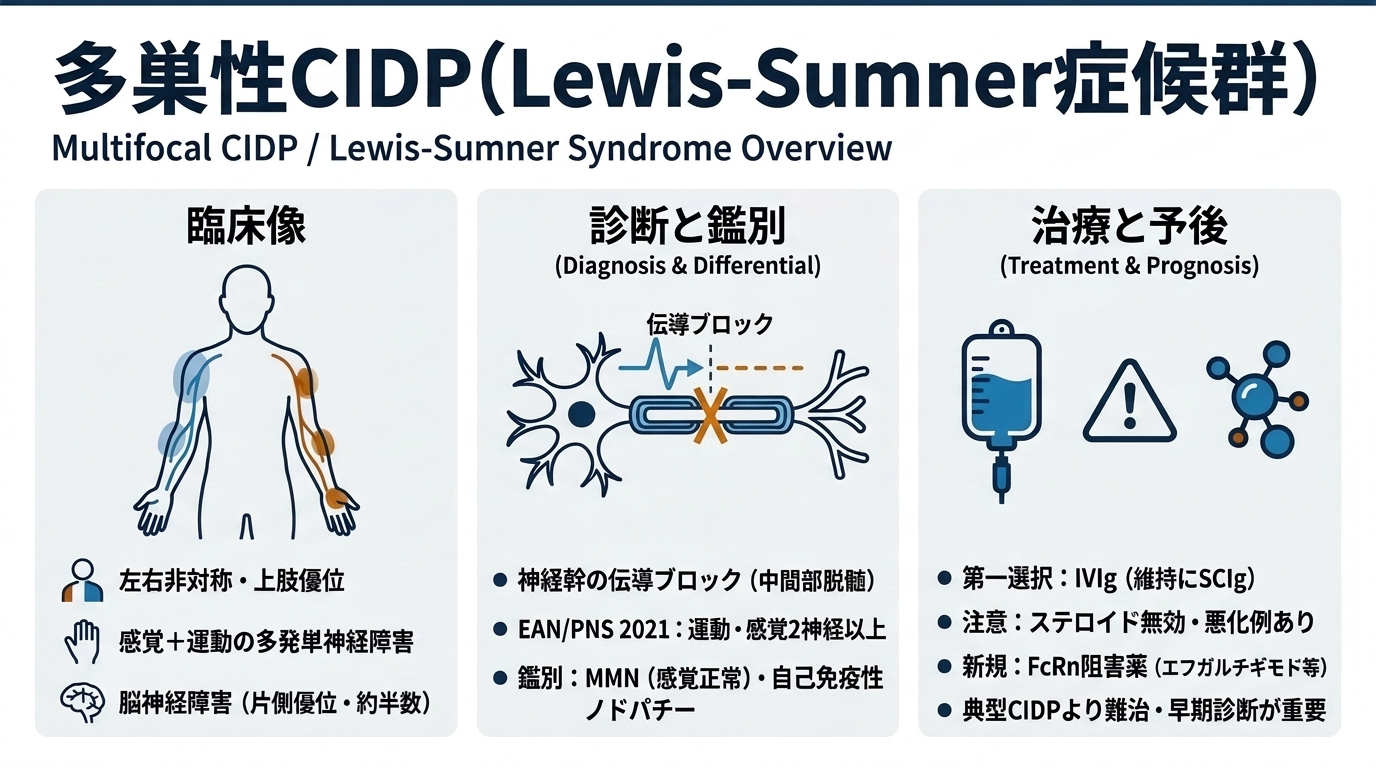 多巣性CIDP（Lewis-Sumner症候群）
Multifocal CIDP / Lewis-Sumner Syndrome Overview
臨床像
左右非対称・上肢優位
感覚＋運動の多発単神経障害
脳神経障害（片側優位・約半数）
診断と鑑別
(Diagnosis & Differential)
伝導ブロック
● 神経幹の伝導ブロック（中間部脱髄）
● EAN/PNS 2021：運動・感覚2神経以上
● 鑑別：MMN（感覚正常）・自己免疫性
ノドパチー
治療と予後
(Treatment & Prognosis)
● 第一選択：IVIg（維持にSCIg）
● 注意：ステロイド無効・悪化例あり
● 新規：FcRn阻害薬（エフガルチギモド等）
● 典型CIDPより難治・早期診断が重要